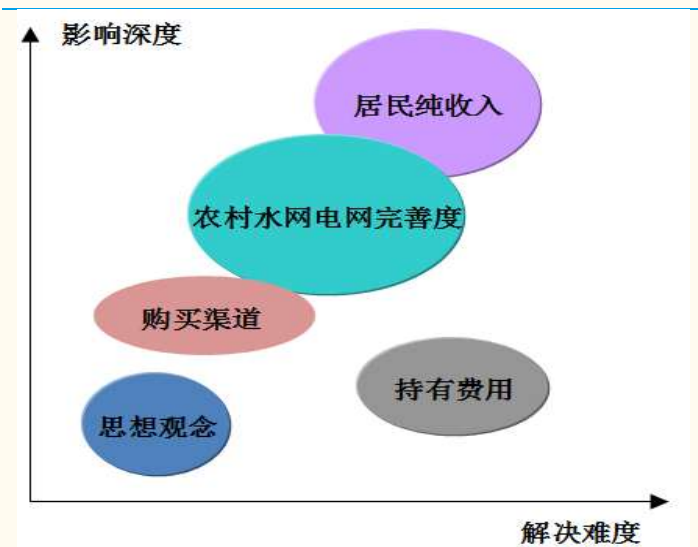 影响深度
居民纯收入
农村水网电网完善度
购买渠道
持有费用
思想观念
解决难度